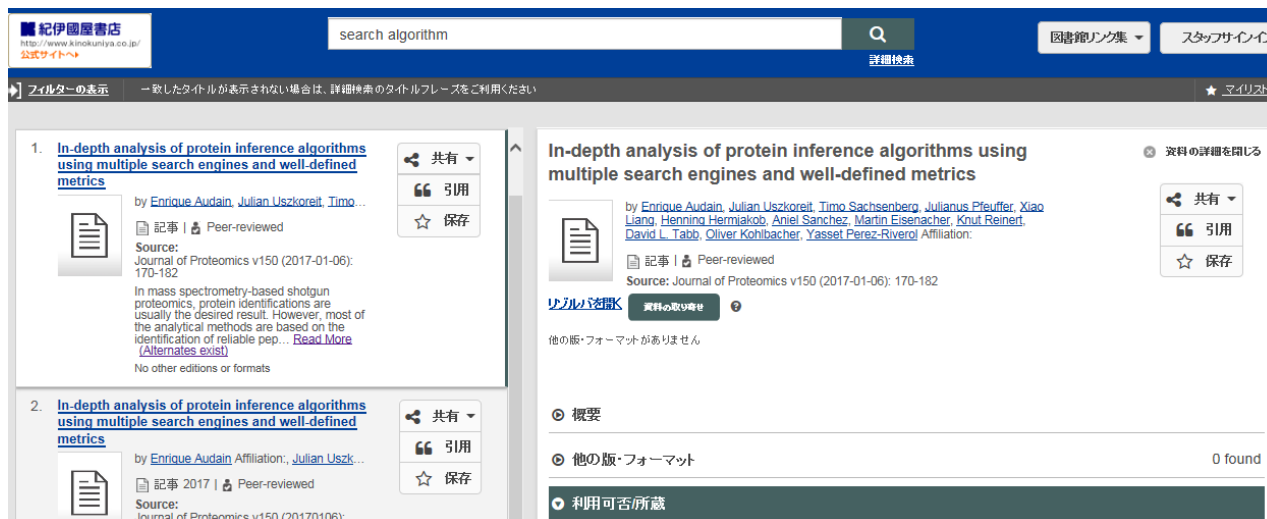 紀伊國屋書店
http://www.kinokuniya.co.jp/
公式サイトへ
search algorithm
詳細検索
図書館リンク集
スタッフサインイン
フィルターの表示
一致したタイトルが表示されない場合は、詳細検索のタイトルフレーズをご利用ください
マイリスト
1. In-depth analysis of protein inference algorithms
using multiple search engines and well-defined
metrics
by Enrique Audain, Julian Uszkoreit, Timo...
記事 | Peer-reviewed
Source:
Journal of Proteomics v150 (2017-01-06):
170-182
In mass spectrometry-based shotgun
proteomics, protein identifications are
usually the desired result. However, most of
the analytical methods are based on the
identification of reliable pep... Read More
(Alternates exist)
No other editions or formats
共有
引用
保存
2. In-depth analysis of protein inference algorithms
using multiple search engines and well-defined
metrics
by Enrique Audain Affiliation:, Julian Uszk...
記事 2017 | Peer-reviewed
Source:
Journal of Proteomics v150 (20170106):
共有
引用
保存
In-depth analysis of protein inference algorithms using
multiple search engines and well-defined metrics
資料の詳細を閉じる
by Enrique Audain, Julian Uszkoreit, Timo Sachsenberg, Julianus Pfeuffer, Xiao
Liang, Henning Hermjakob, Aniel Sanchez, Martin Eisenacher, Knut Reinert,
David L. Tabb, Oliver Kohlbacher, Yasset Perez-Riverol Affiliation:
記事 | Peer-reviewed
Source: Journal of Proteomics v150 (2017-01-06): 170-182
共有
引用
保存
リゾルバを開く
資料の取り寄せ
他の版・フォーマットがありません
概要
他の版・フォーマット
0 found
利用可否/所蔵